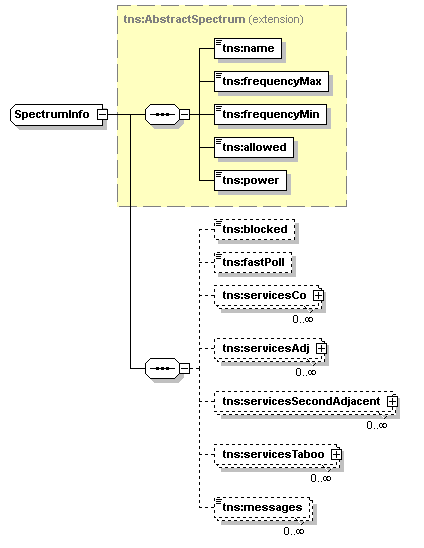 tns:AbstractSpectrum (extension)
tns:name
tns:frequencyMax
SpectrumInfo
tns:frequencyMin
tns:allowed
tns:power
tns:blocked
tns:fastPoll
tns:servicesCo
0..∞
tns:servicesAdj
0..∞
tns:servicesSecondAdjacent
0..∞
tns:servicesTaboo
0..∞
tns:messages
0..∞